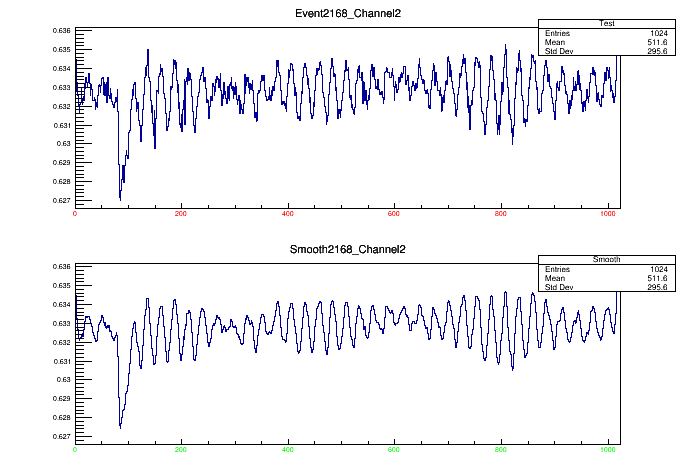 Event2168_Channel2
Test
Entries 1024
Mean 511.6
Std Dev 295.6
0.636
0.635
0.634
0.633
0.632
0.631
0.63
0.629
0.628
0.627
0 200 400 600 800 1000
Smooth2168_Channel2
Smooth
Entries 1024
Mean 511.6
Std Dev 295.6
0.636
0.635
0.634
0.633
0.632
0.631
0.63
0.629
0.628
0.627
0 200 400 600 800 1000